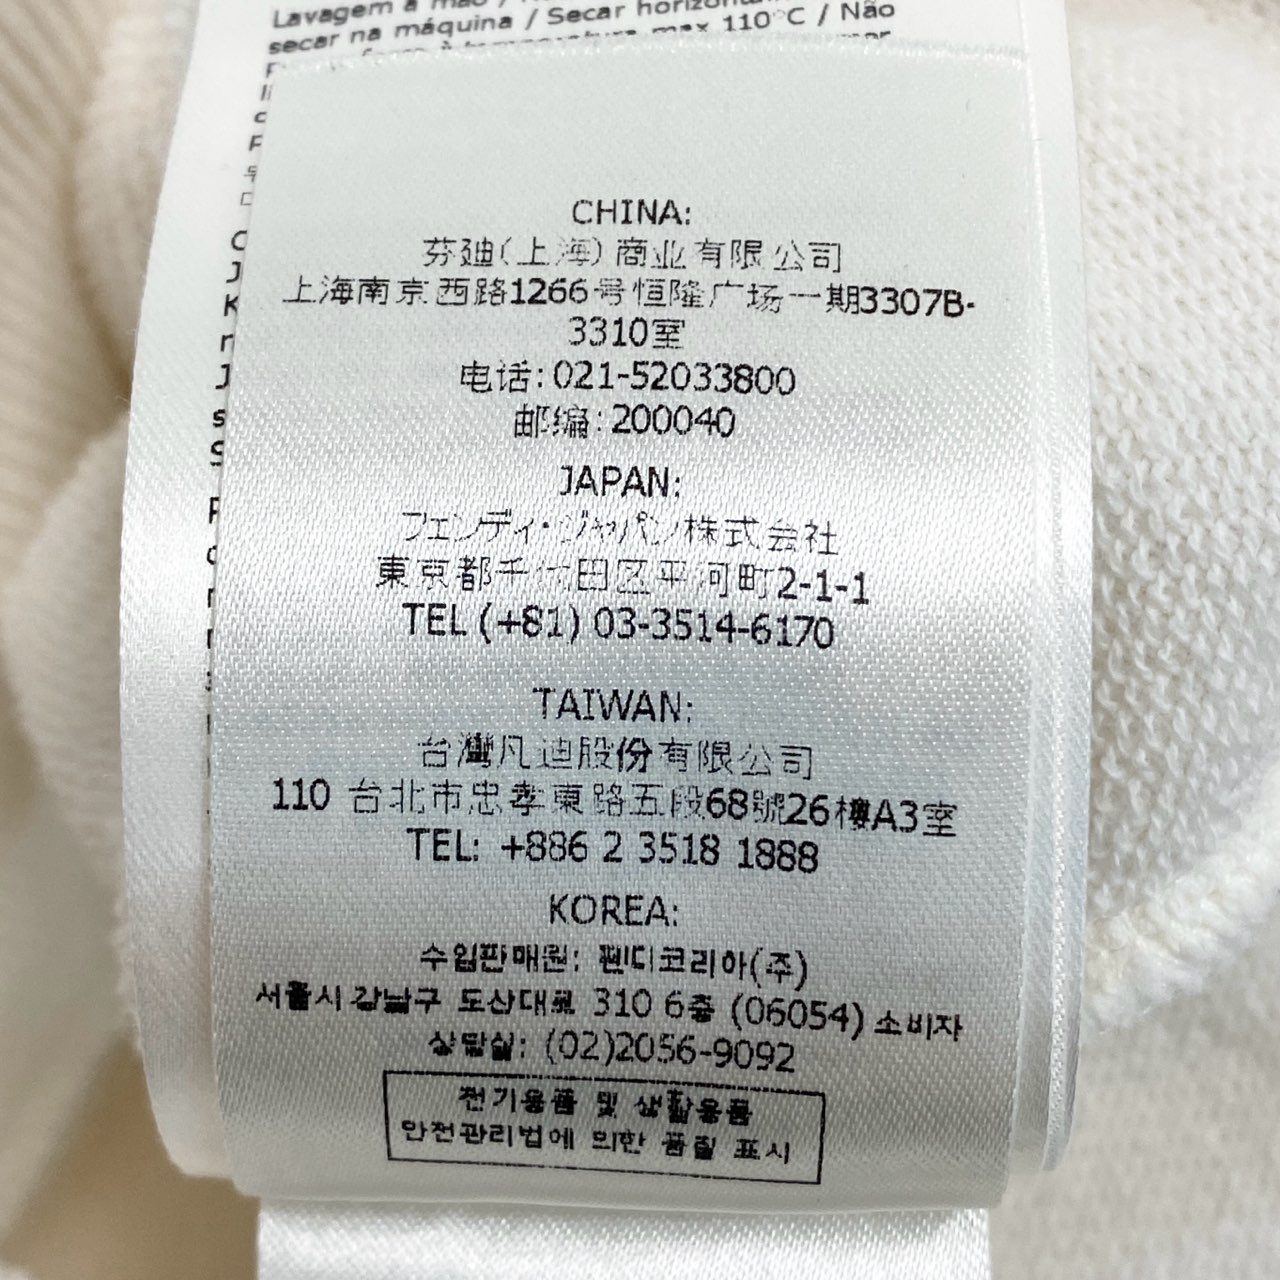 Lavagem à mão /
secar na máquina / Secar horizonta
à temperatura max 110°C / Não
CHINA:
芬廸(上海)商业有限公司
上海南京西路1266号恒隆广场一期3307B-
3310室
电话: 021-52033800
邮编: 200040
JAPAN:
フェンディ・ジャパン株式会社
東京都千代田区平河町2-1-1
TEL (+81) 03-3514-6170
TAIWAN:
台灣凡迪股份有限公司
110 台北市忠孝東路五段68號26樓A3室
TEL: +886 2 3518 1888
KOREA:
수입판매원: 펜디코리아(주)
서울시 강남구 도산대로 310 6층 (06054) 소비자
상담실: (02)2056-9092
전기용품 및 생활용품
안전관리법에 의한 품질 표시